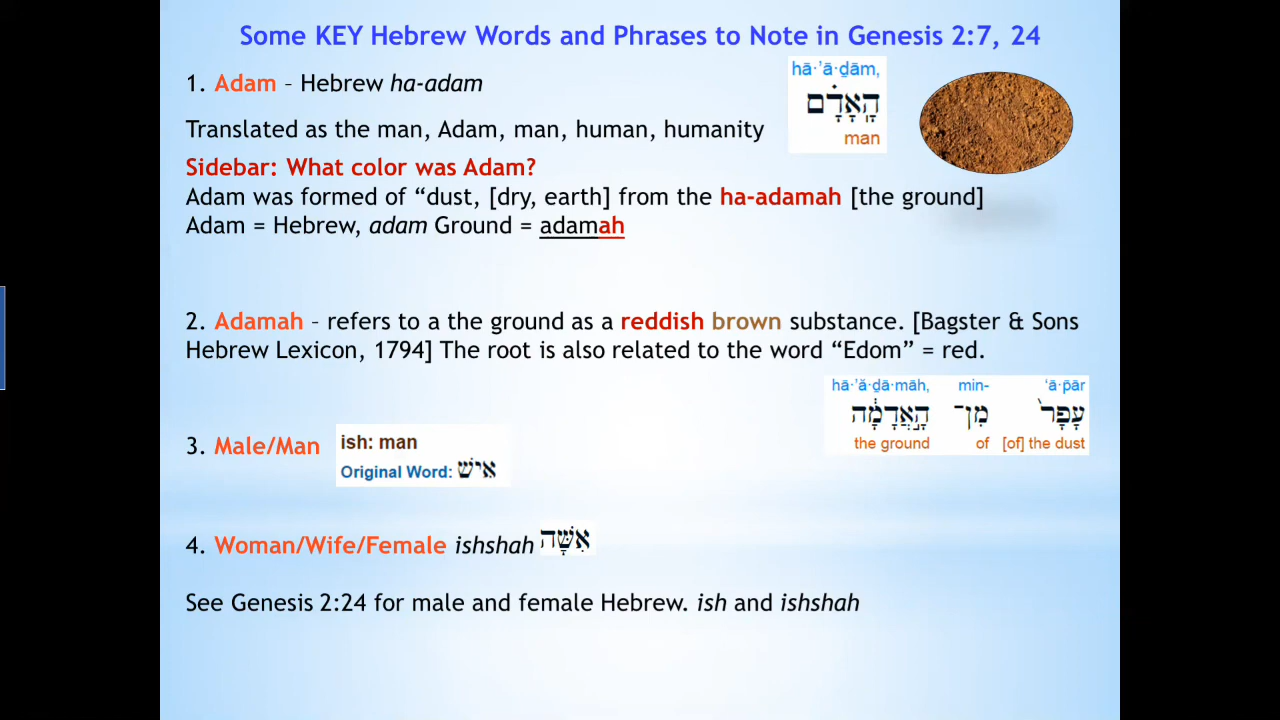 Some KEY Hebrew Words and Phrases to Note in Genesis 2:7, 24
1. Adam – Hebrew ha-adam
hā·’ā·ḏām,
הָֽאָדָ֗ם
man
Translated as the man, Adam, man, human, humanity
Sidebar: What color was Adam?
Adam was formed of “dust, [dry, earth] from the ha-adamah [the ground]
Adam = Hebrew, adam Ground = adamah
2. Adamah – refers to a the ground as a reddish brown substance. [Bagster & Sons
Hebrew Lexicon, 1794] The root is also related to the word “Edom” = red.
hā·’ă·ḏā·māh, min- ‘ā·p̄ār
עָפָר֙ מִן־ הָ֣אֲדָמָ֔ה
the ground of [of] the dust
3. Male/Man
ish: man
Original Word: אִישׁ
4. Woman/Wife/Female ishshah אִשָּׁה
See Genesis 2:24 for male and female Hebrew. ish and ishshah